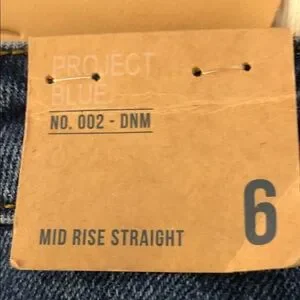 PROJECT
BLUE
NO. 002 - DNM
MID RISE STRAIGHT
6